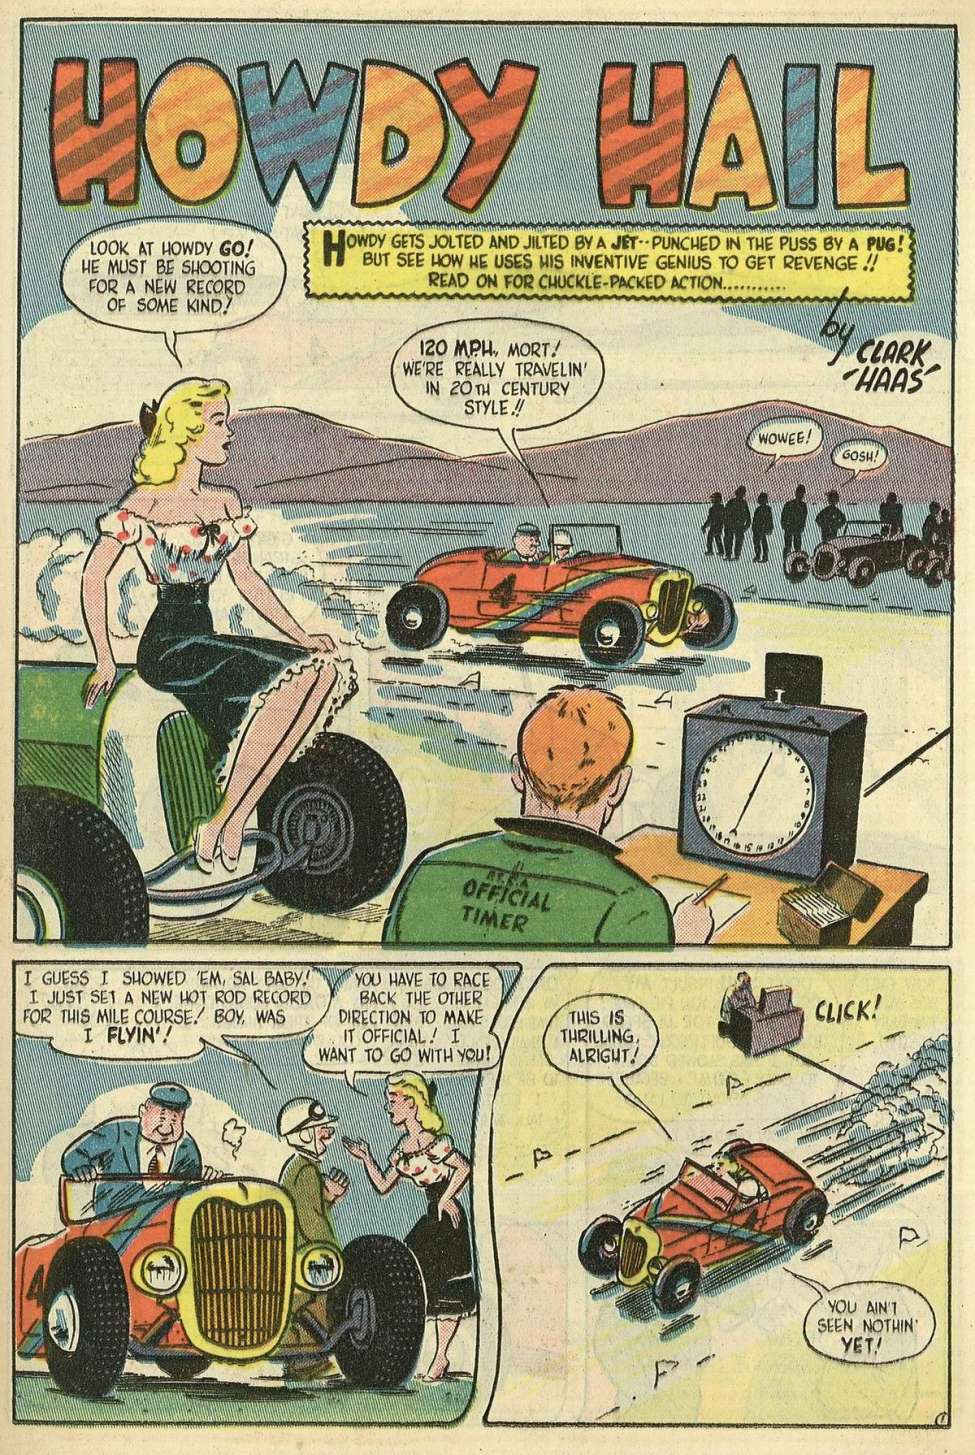 HOWDY HAIL
HOWDY GETS JOLTED AND JILTED BY A JET--PUNCHED IN THE PUSS BY A PUG!
BUT SEE HOW HE USES HIS INVENTIVE GENIUS TO GET REVENGE!!
READ ON FOR CHUCKLE-PACKED ACTION...........
by CLARK
"HAAS"
LOOK AT HOWDY GO!
HE MUST BE SHOOTING
FOR A NEW RECORD
OF SOME KIND!
120 MPH, MORT!
WE'RE REALLY TRAVELIN'
IN 20TH CENTURY
STYLE!!
WOWEE!
GOSH!
4
OFFICIAL
TIMER
I GUESS I SHOWED 'EM, SAL BABY!
I JUST SET A NEW HOT ROD RECORD
FOR THIS MILE COURSE! BOY, WAS
I FLYIN'!
YOU HAVE TO RACE
BACK THE OTHER
DIRECTION TO MAKE
IT OFFICIAL! I
WANT TO GO WITH YOU!
4
THIS IS
THRILLING,
ALRIGHT!
CLICK!
4
YOU AIN'T
SEEN NOTHIN'
YET!
1